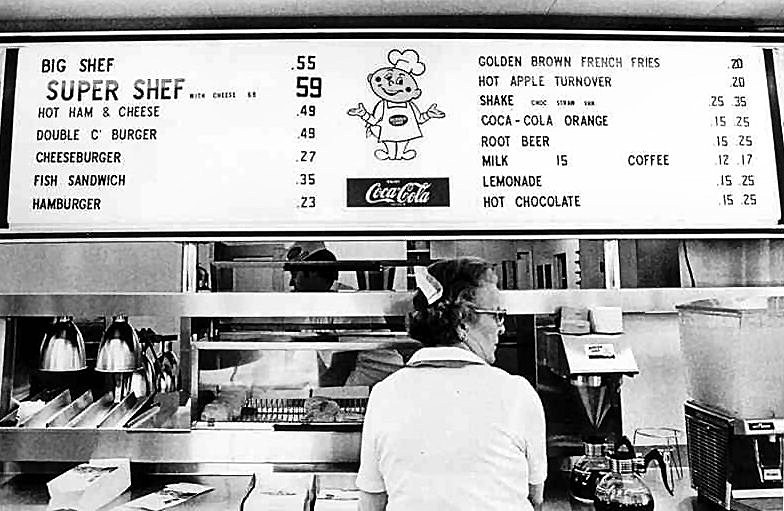 BIG SHEF .55
SUPER SHEF WITH CHEESE 68 59
HOT HAM & CHEESE .49
DOUBLE C' BURGER .49
CHEESEBURGER .27
FISH SANDWICH .35
HAMBURGER .23
ENJOY
Coca-Cola
GOLDEN BROWN FRENCH FRIES .20
HOT APPLE TURNOVER .20
SHAKE CHOC STRAW VAN .25 .35
COCA-COLA ORANGE .15 .25
ROOT BEER .15 .25
MILK 15 COFFEE .12 .17
LEMONADE .15 .25
HOT CHOCOLATE .15 .25